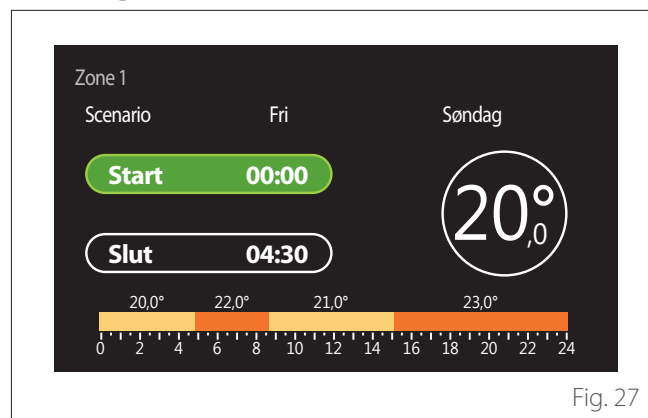 Zone 1
Scenario Fri Søndag
Start 00:00
20°,0
Slut 04:30
20,0° 22,0° 21,0° 23,0°
0 2 4 6 8 10 12 14 16 18 20 22 24
Fig. 27